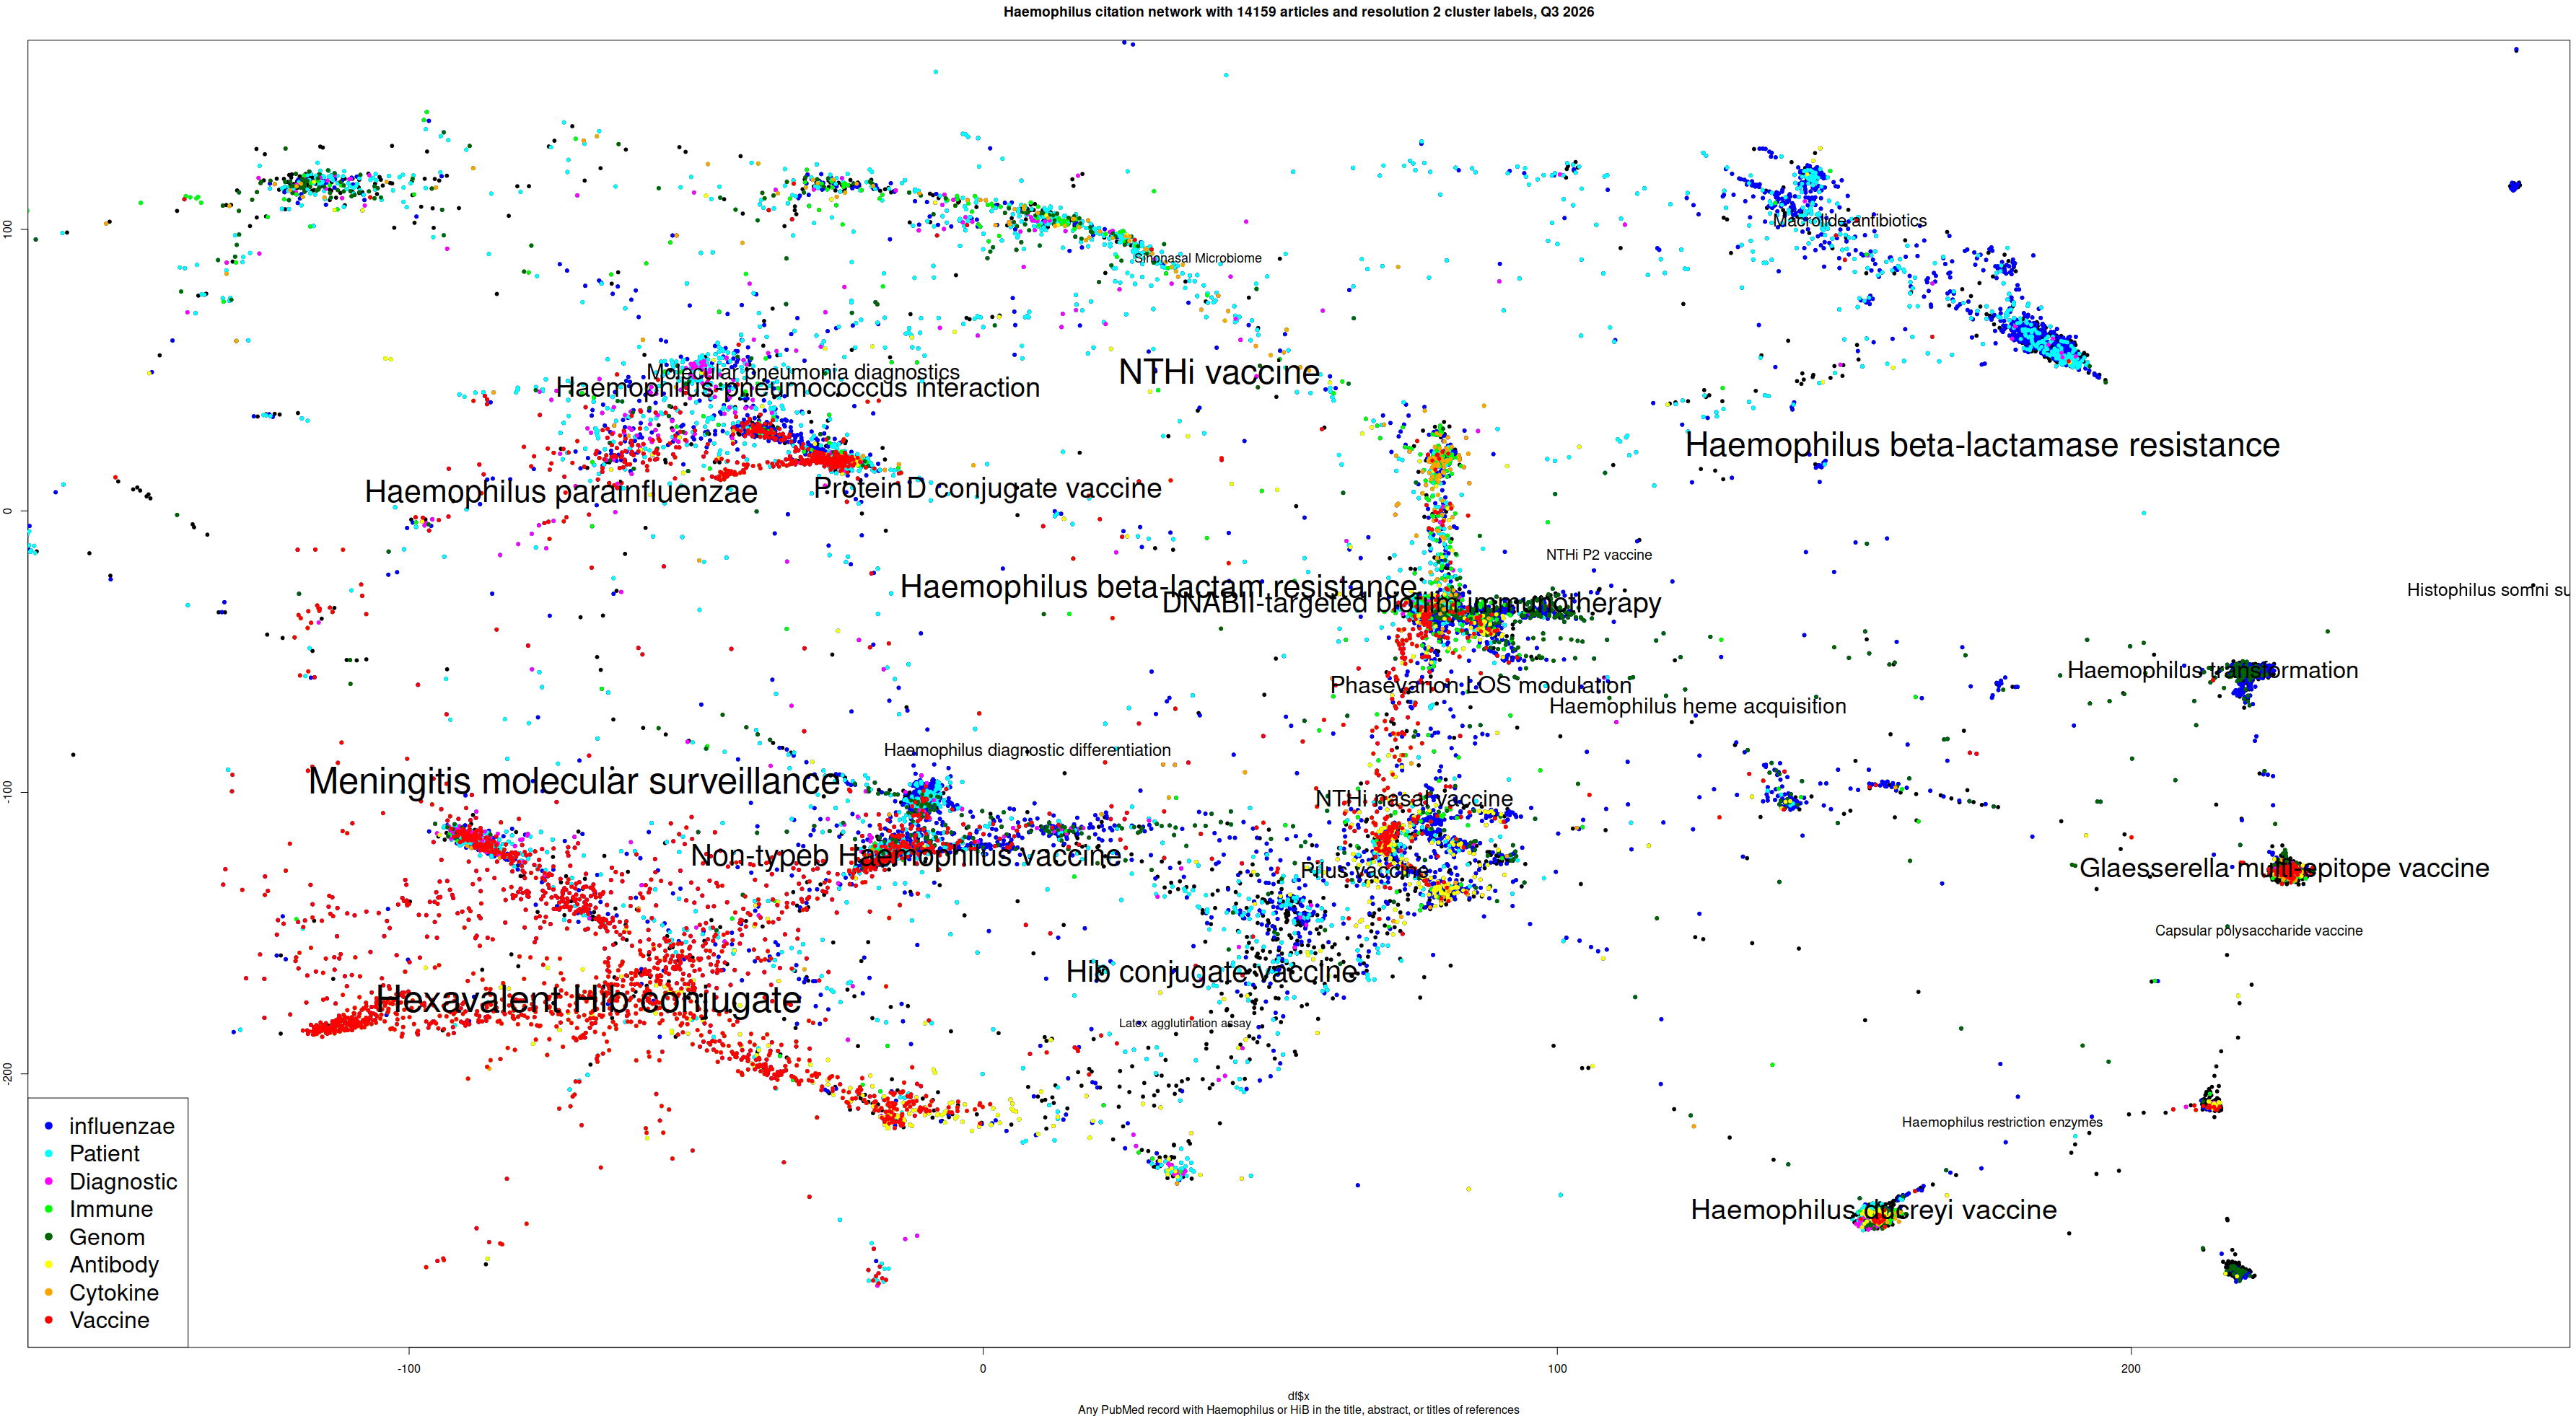 Haemophilus citation network with 14159 articles and resolution 2 cluster labels, Q3 2026
100
0
-100
-200
Macrolide antibiotics
Sinonasal Microbiome
Molecular pneumonia diagnostics
NTHi vaccine
Haemophilus-pneumococcus interaction
Haemophilus beta-lactamase resistance
Haemophilus parainfluenzae
Protein D conjugate vaccine
NTHi P2 vaccine
Haemophilus beta-lactam resistance
Histophilus somni su
DNABII-targeted biofilm immunotherapy
Haemophilus transformation
Phasevarion LOS modulation
Haemophilus heme acquisition
Haemophilus diagnostic differentiation
Meningitis molecular surveillance
NTHi nasal vaccine
Non-typeb Haemophilus vaccine
Pilus vaccine
Glaesserella multi-epitope vaccine
Capsular polysaccharide vaccine
Hib conjugate vaccine
Hexavalent Hib conjugate
Latex agglutination assay
Haemophilus restriction enzymes
Haemophilus ducreyi vaccine
influenzae
Patient
Diagnostic
Immune
Genom
Antibody
Cytokine
Vaccine
-100
0
100
200
df$x
Any PubMed record with Haemophilus or HiB in the title, abstract, or titles of references